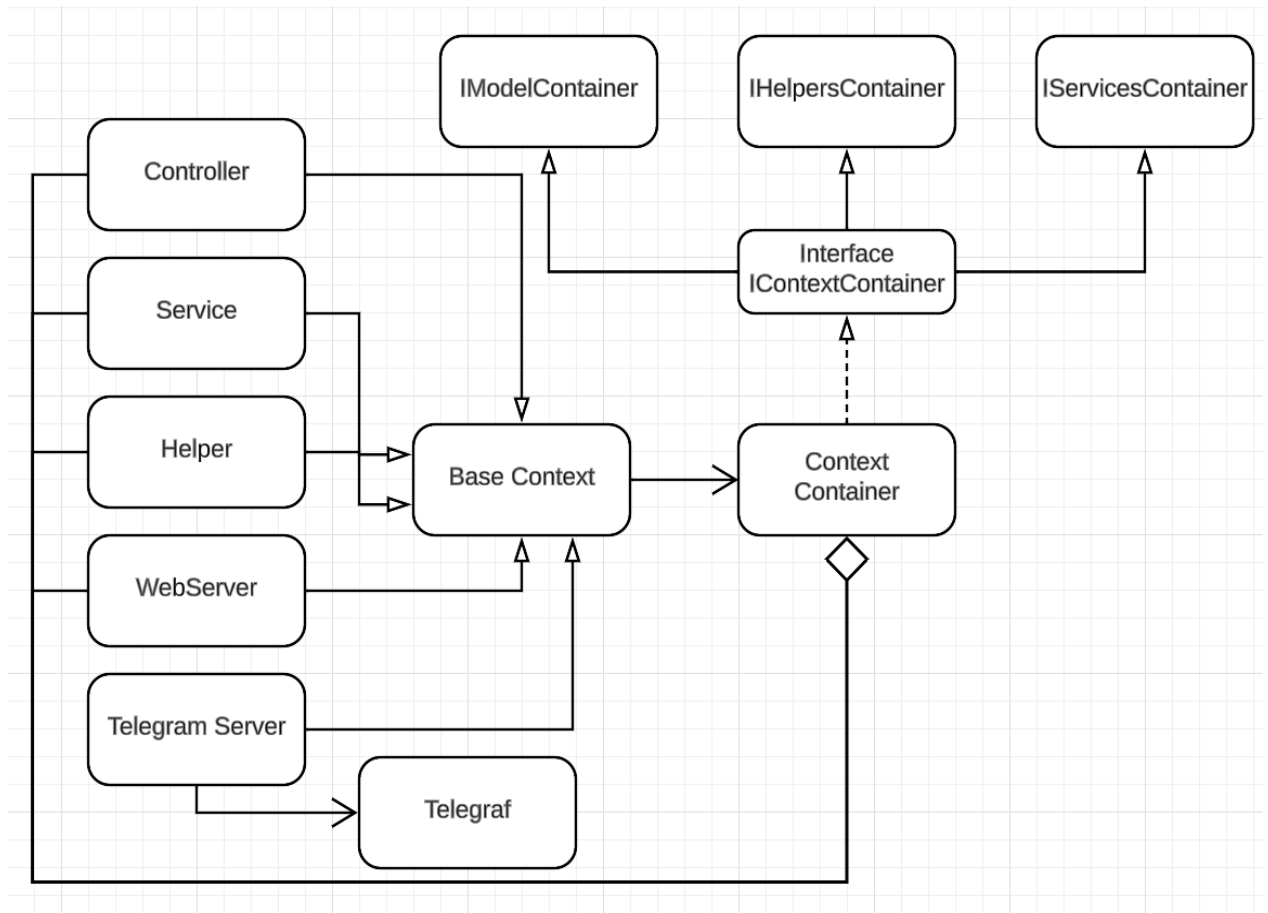 IModelContainer
IHelpersContainer
IServicesContainer
Controller
Interface
IContextContainer
Service
Helper
Base Context
Context
Container
WebServer
Telegram Server
Telegraf